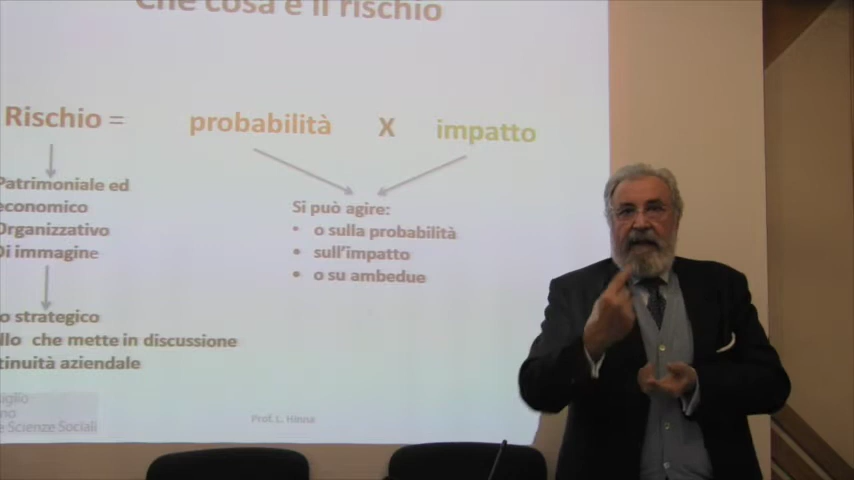 Che cosa è il rischio
Rischio = probabilità X impatto
Patrimoniale ed
economico
Organizzativo
Di immagine
Si può agire:
• o sulla probabilità
• sull'impatto
• o su ambedue
o strategico
llo che mette in discussione
tinuità aziendale
uglio
no
e Scienze Sociali
Prof. L. Hinna